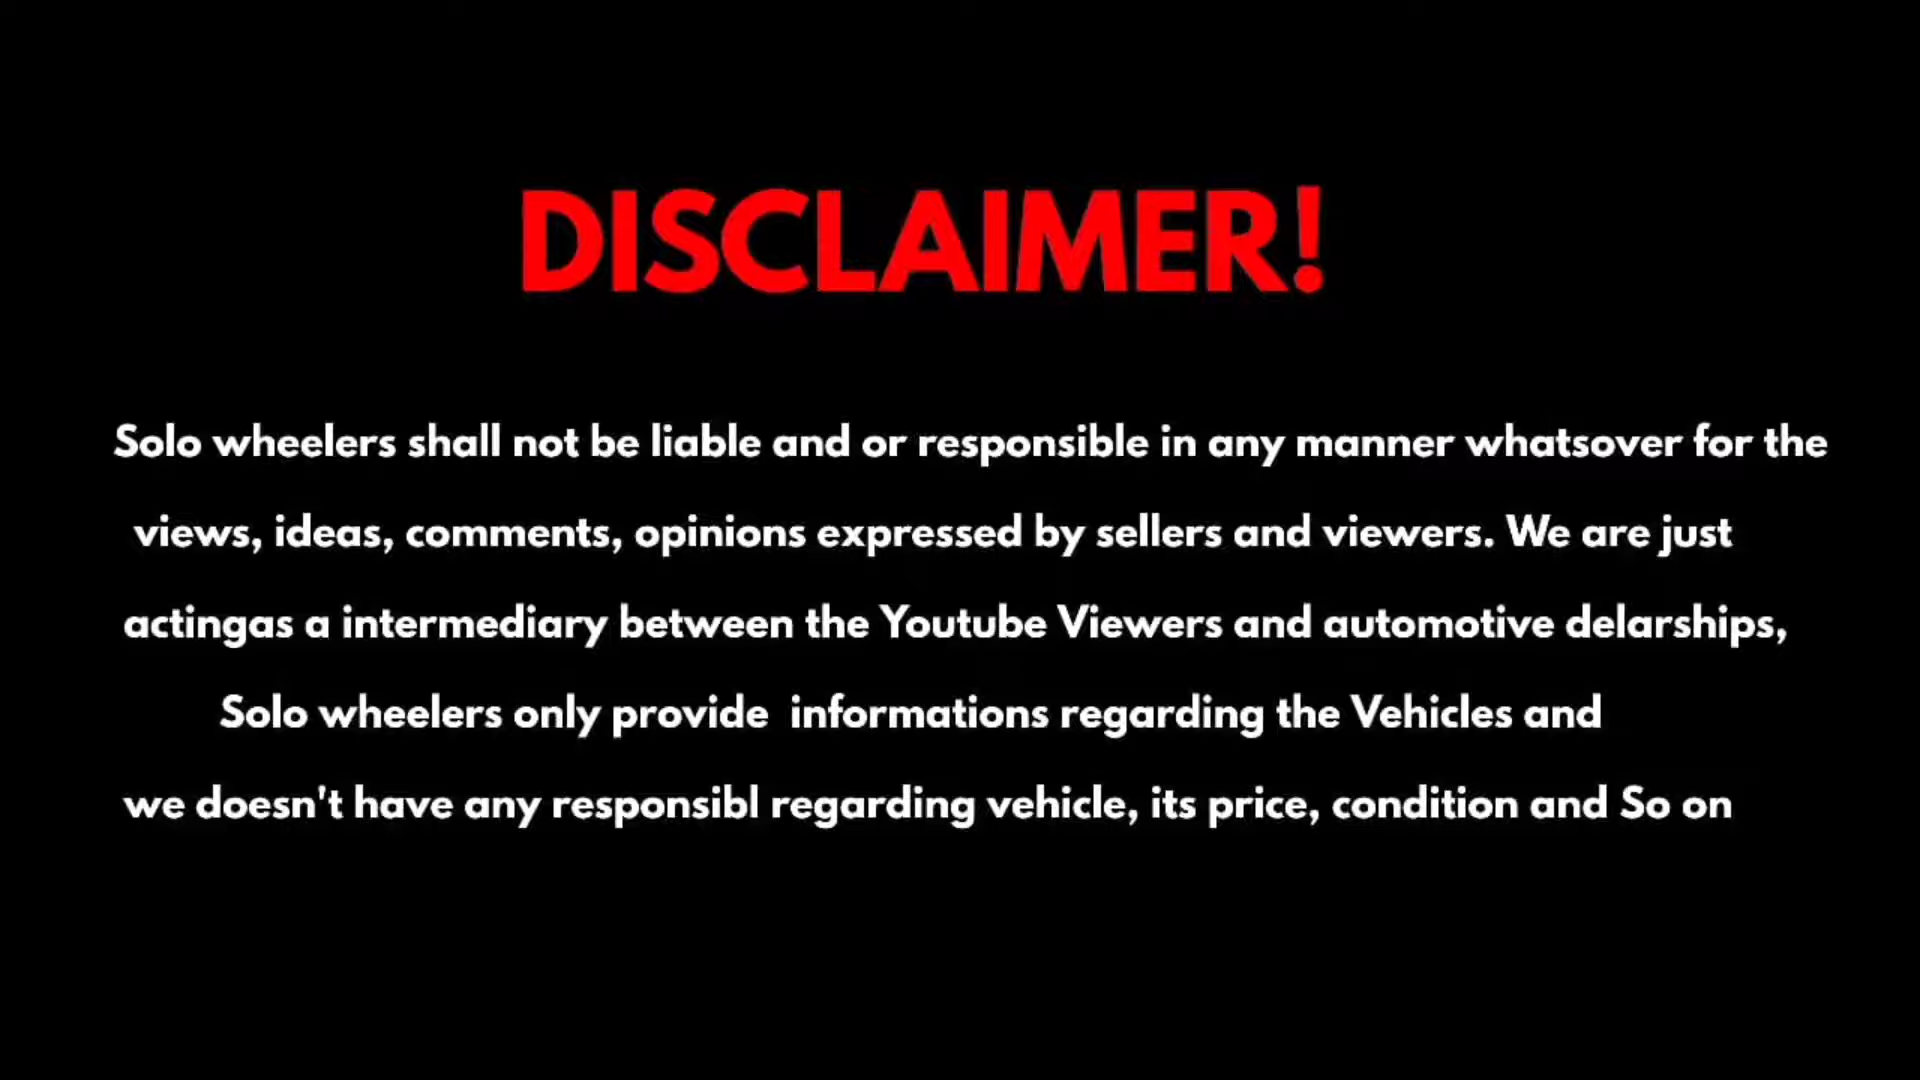 DISCLAIMER!
Solo wheelers shall not be liable and or responsible in any manner whatsover for the
views, ideas, comments, opinions expressed by sellers and viewers. We are just
actingas a intermediary between the Youtube Viewers and automotive delarships,
Solo wheelers only provide  informations regarding the Vehicles and
we doesn't have any responsibl regarding vehicle, its price, condition and So on